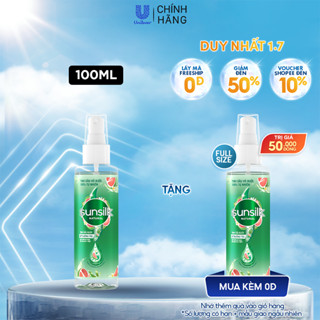 Unilever
CHÍNH
HÃNG
DUY NHẤT 1.7
LẤY MÃ
FREESHIP
0Đ
GIẢM
ĐẾN
50%
VOUCHER
SHOPEE ĐẾN
10%
100ML
sunsilk
TẶNG
FULL
SIZE
TRỊ GIÁ
50.000
ĐỒNG
sunsilk
MUA KÈM 0Đ
Nhớ thêm quà vào giỏ hàng
*Số lượng có hạn + mẫu giao ngẫu nhiên